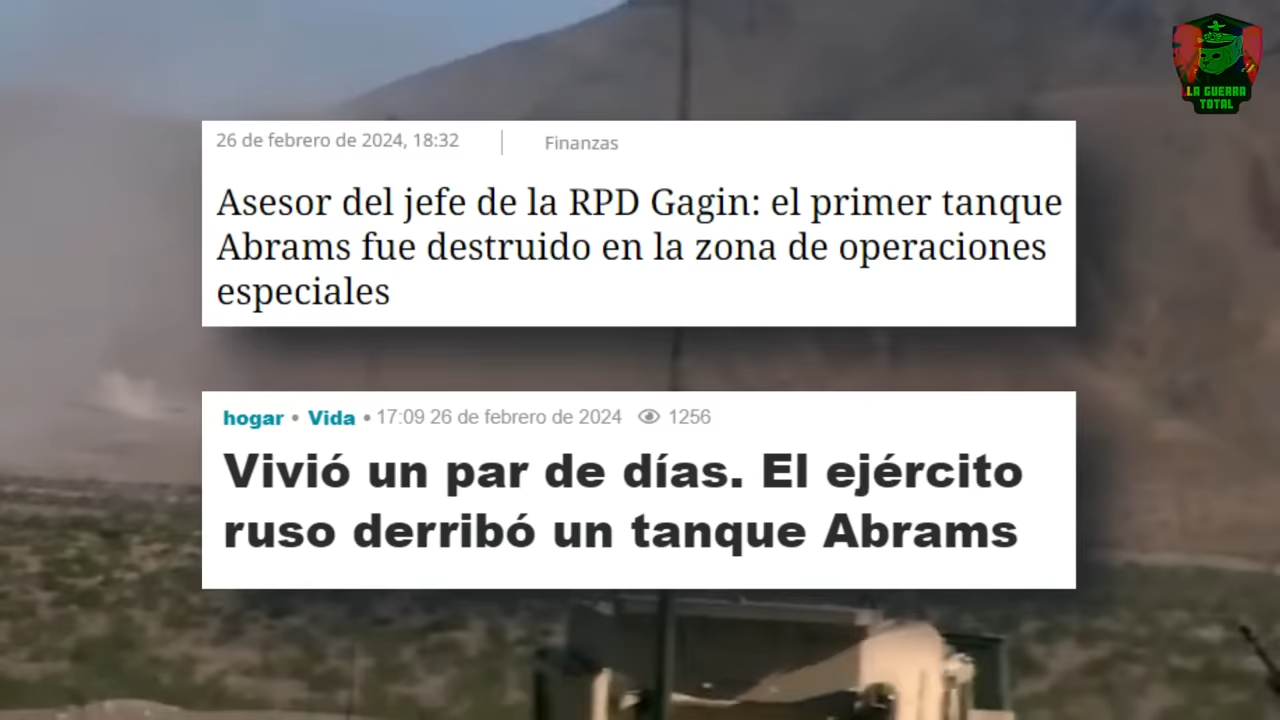 LA GUERRA
TOTAL
26 de febrero de 2024, 18:32
Finanzas
Asesor del jefe de la RPD Gagin: el primer tanque
Abrams fue destruido en la zona de operaciones
especiales
hogar • Vida • 17:09 26 de febrero de 2024 1256
Vivió un par de días. El ejército
ruso derribó un tanque Abrams